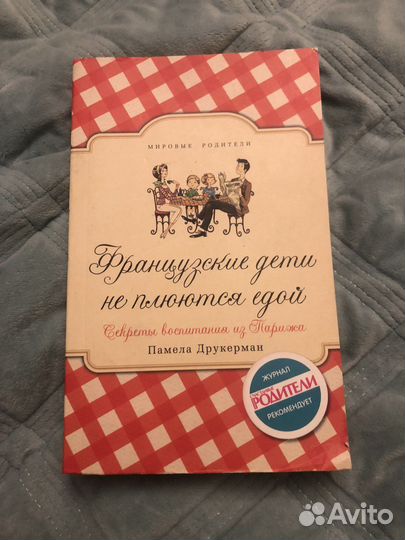 МИРОВЫЕ РОДИТЕЛИ
Французские дети
не плюются едой
Секреты воспитания из Парижа
Памела Друкерман
ЖУРНАЛ
РОДИТЕЛИ
РЕКОМЕНДУЕТ
Avito